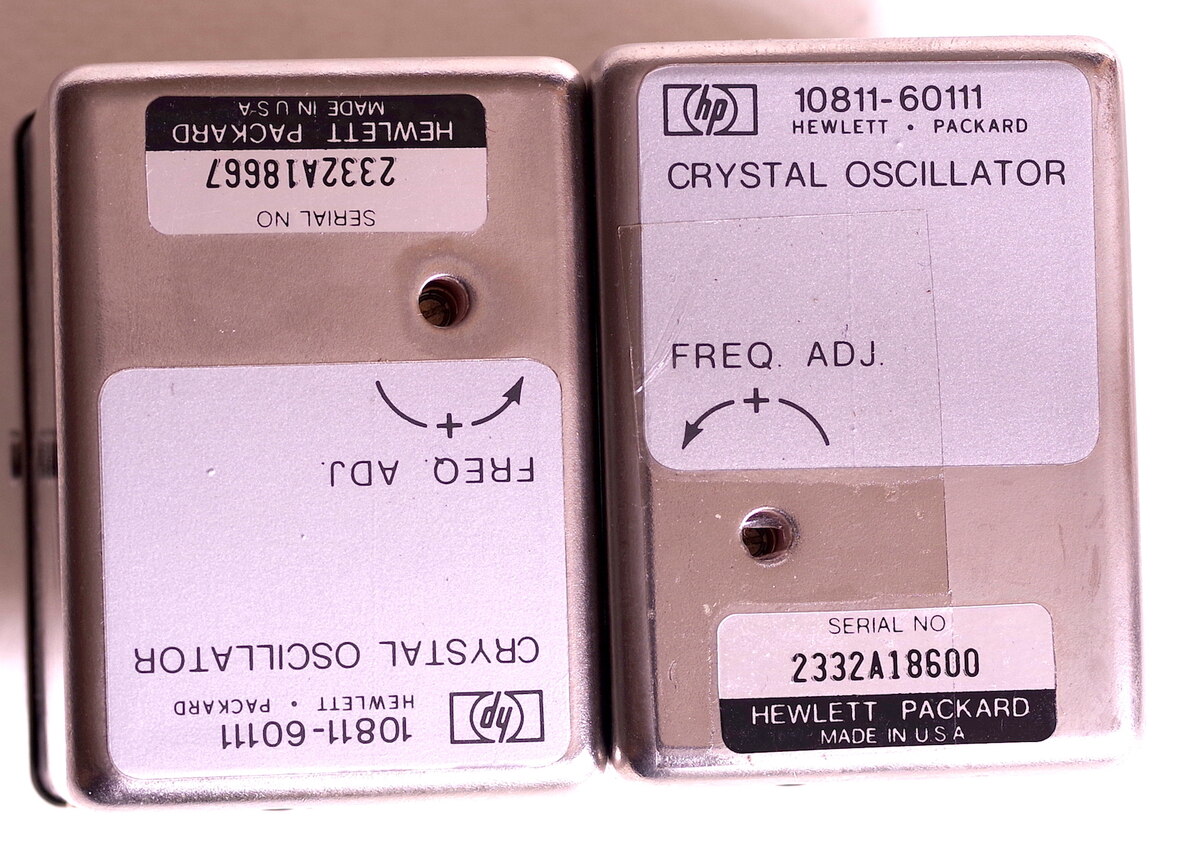 hp
10811-60111
HEWLETT • PACKARD
CRYSTAL OSCILLATOR
FREQ. ADJ.
+
SERIAL NO
2332A18667
HEWLETT PACKARD
MADE IN U S A
hp
10811-60111
HEWLETT • PACKARD
CRYSTAL OSCILLATOR
FREQ. ADJ.
+
SERIAL NO
2332A18600
HEWLETT PACKARD
MADE IN U S A